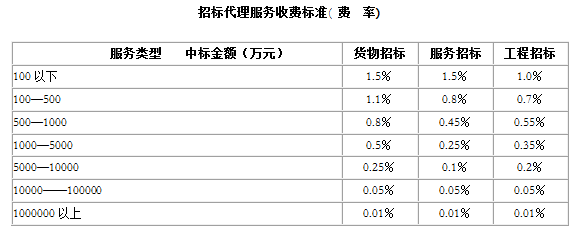 招标代理服务收费标准( 费 率)
服务类型 中标金额（万元） 货物招标 服务招标 工程招标
100 以下 1.5% 1.5% 1.0%
100—500 1.1% 0.8% 0.7%
500—1000 0.8% 0.45% 0.55%
1000—5000 0.5% 0.25% 0.35%
5000—10000 0.25% 0.1% 0.2%
10000——100000 0.05% 0.05% 0.05%
1000000 以上 0.01% 0.01% 0.01%